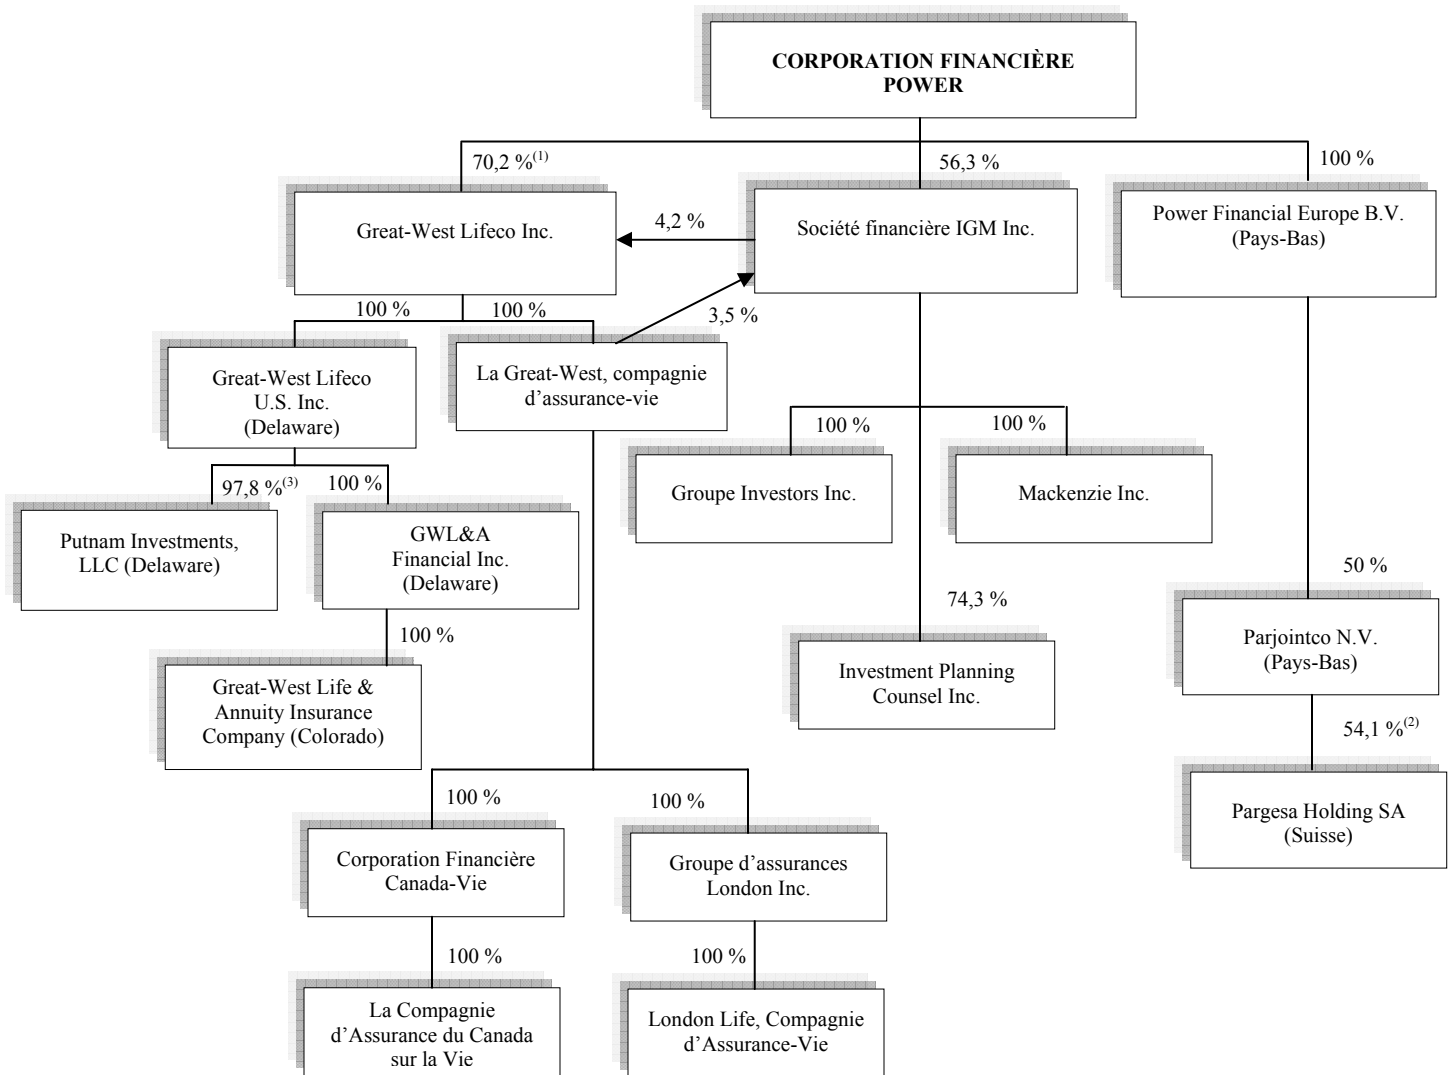 CORPORATION FINANCIÈRE
POWER
70,2 %(1)
56,3 %
100 %
Great-West Lifeco Inc.
4,2 %
Société financière IGM Inc.
Power Financial Europe B.V.
(Pays-Bas)
100 %
100 %
3,5 %
Great-West Lifeco
U.S. Inc.
(Delaware)
La Great-West, compagnie
d’assurance-vie
97,8 %(3)
100 %
100 %
100 %
Putnam Investments,
LLC (Delaware)
GWL&A
Financial Inc.
(Delaware)
Groupe Investors Inc.
Mackenzie Inc.
100 %
74,3 %
50 %
Great-West Life &
Annuity Insurance
Company (Colorado)
Investment Planning
Counsel Inc.
Parjointco N.V.
(Pays-Bas)
54,1 %(2)
100 %
100 %
Pargesa Holding SA
(Suisse)
Corporation Financière
Canada-Vie
Groupe d’assurances
London Inc.
100 %
100 %
La Compagnie
d’Assurance du Canada
sur la Vie
London Life, Compagnie
d’Assurance-Vie